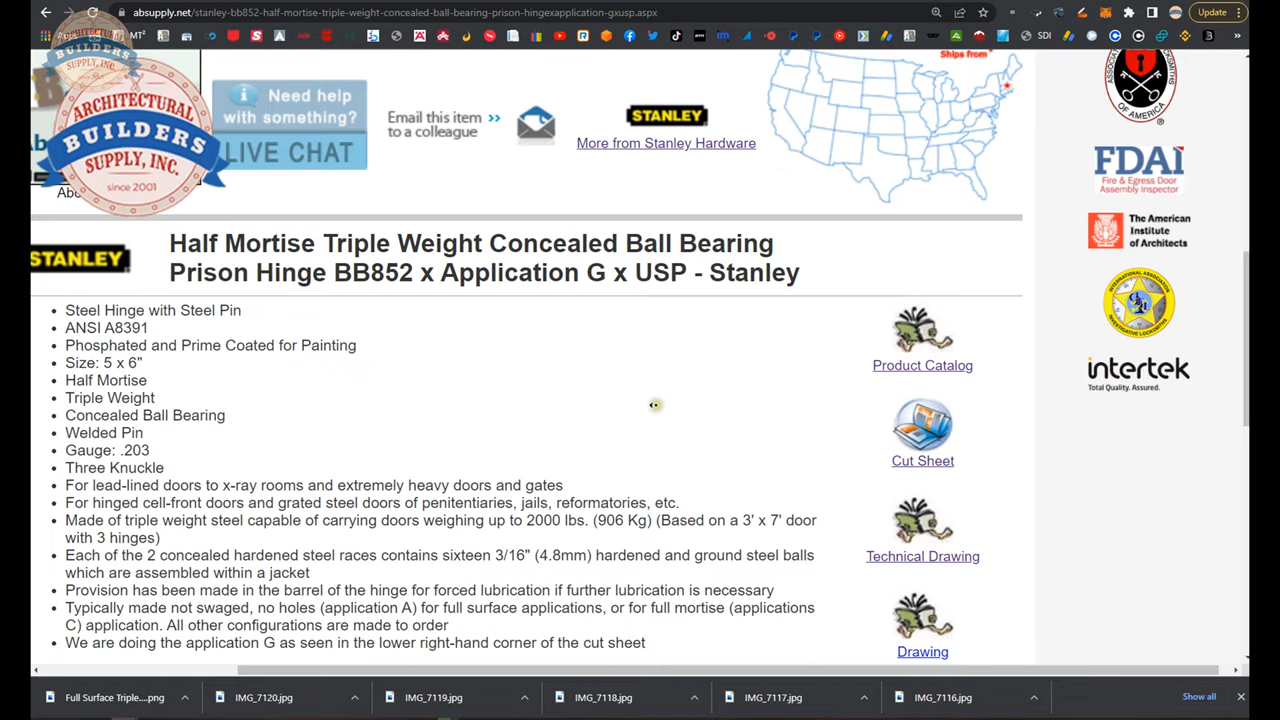 absupply.net/stanley-bb852-half-mortise-triple-weight-concealed-ball-bearing-prison-hingexapplication-gxusp.aspx
Update
MT²
SDI
ARCHITECTURAL
BUILDERS
SUPPLY, INC.
since 2001
Need help
with something?
LIVE CHAT
Email this item
to a colleague
STANLEY
More from Stanley Hardware
Ships from
FDAI
Fire & Egress Door
Assembly Inspector
The American
Institute
of Architects
intertek
Total Quality. Assured.
STANLEY
Half Mortise Triple Weight Concealed Ball Bearing
Prison Hinge BB852 x Application G x USP - Stanley
Steel Hinge with Steel Pin
ANSI A8391
Phosphated and Prime Coated for Painting
Size: 5 x 6"
Half Mortise
Triple Weight
Concealed Ball Bearing
Welded Pin
Gauge: .203
Three Knuckle
For lead-lined doors to x-ray rooms and extremely heavy doors and gates
For hinged cell-front doors and grated steel doors of penitentiaries, jails, reformatories, etc.
Made of triple weight steel capable of carrying doors weighing up to 2000 lbs. (906 Kg) (Based on a 3' x 7' door
with 3 hinges)
Each of the 2 concealed hardened steel races contains sixteen 3/16" (4.8mm) hardened and ground steel balls
which are assembled within a jacket
Provision has been made in the barrel of the hinge for forced lubrication if further lubrication is necessary
Typically made not swaged, no holes (application A) for full surface applications, or for full mortise (applications
C) application. All other configurations are made to order
We are doing the application G as seen in the lower right-hand corner of the cut sheet
Product Catalog
Cut Sheet
Technical Drawing
Drawing
Full Surface Triple....png
IMG_7120.jpg
IMG_7119.jpg
IMG_7118.jpg
IMG_7117.jpg
IMG_7116.jpg
Show all